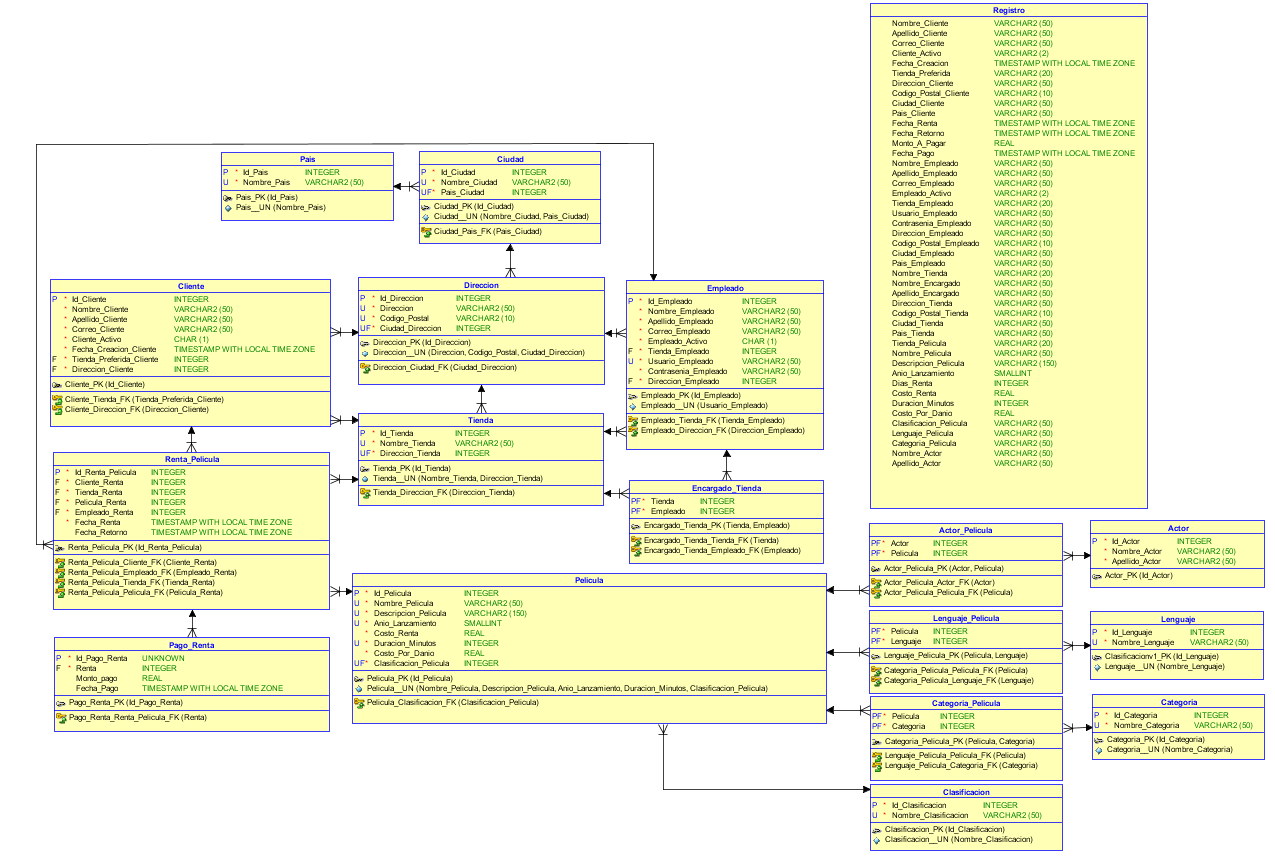 Registro
Nombre_Cliente VARCHAR2 (50)
Apellido_Cliente VARCHAR2 (50)
Correo_Cliente VARCHAR2 (50)
Cliente_Activo VARCHAR2 (2)
Fecha_Creacion TIMESTAMP WITH LOCAL TIME ZONE
Tienda_Preferida VARCHAR2 (20)
Direccion_Cliente VARCHAR2 (50)
Codigo_Postal_Cliente VARCHAR2 (10)
Ciudad_Cliente VARCHAR2 (50)
Pais_Cliente VARCHAR2 (50)
Fecha_Renta TIMESTAMP WITH LOCAL TIME ZONE
Fecha_Retorno TIMESTAMP WITH LOCAL TIME ZONE
Monto_A_Pagar REAL
Fecha_Pago TIMESTAMP WITH LOCAL TIME ZONE
Nombre_Empleado VARCHAR2 (50)
Apellido_Empleado VARCHAR2 (50)
Correo_Empleado VARCHAR2 (50)
Empleado_Activo VARCHAR2 (2)
Tienda_Empleado VARCHAR2 (20)
Usuario_Empleado VARCHAR2 (50)
Contrasenia_Empleado VARCHAR2 (50)
Direccion_Empleado VARCHAR2 (50)
Codigo_Postal_Empleado VARCHAR2 (10)
Ciudad_Empleado VARCHAR2 (50)
Pais_Empleado VARCHAR2 (50)
Nombre_Tienda VARCHAR2 (20)
Nombre_Encargado VARCHAR2 (50)
Apellido_Encargado VARCHAR2 (50)
Direccion_Tienda VARCHAR2 (50)
Codigo_Postal_Tienda VARCHAR2 (10)
Ciudad_Tienda VARCHAR2 (50)
Pais_Tienda VARCHAR2 (50)
Tienda_Pelicula VARCHAR2 (20)
Nombre_Pelicula VARCHAR2 (50)
Descripcion_Pelicula VARCHAR2 (150)
Anio_Lanzamiento SMALLINT
Dias_Renta INTEGER
Costo_Renta REAL
Duracion_Minutos INTEGER
Costo_Por_Danio REAL
Clasificacion_Pelicula VARCHAR2 (50)
Lenguaje_Pelicula VARCHAR2 (50)
Categoria_Pelicula VARCHAR2 (50)
Nombre_Actor VARCHAR2 (50)
Apellido_Actor VARCHAR2 (50)
Pais
P * Id_Pais INTEGER
U * Nombre_Pais VARCHAR2 (50)
Pais_PK (Id_Pais)
Pais__UN (Nombre_Pais)
Ciudad
P * Id_Ciudad INTEGER
U * Nombre_Ciudad VARCHAR2 (50)
UF* Pais_Ciudad INTEGER
Ciudad_PK (Id_Ciudad)
Ciudad__UN (Nombre_Ciudad, Pais_Ciudad)
Ciudad_Pais_FK (Pais_Ciudad)
Cliente
P * Id_Cliente INTEGER
* Nombre_Cliente VARCHAR2 (50)
* Apellido_Cliente VARCHAR2 (50)
* Correo_Cliente VARCHAR2 (50)
* Cliente_Activo CHAR (1)
* Fecha_Creacion_Cliente TIMESTAMP WITH LOCAL TIME ZONE
F * Tienda_Preferida_Cliente INTEGER
F * Direccion_Cliente INTEGER
Cliente_PK (Id_Cliente)
Cliente_Tienda_FK (Tienda_Preferida_Cliente)
Cliente_Direccion_FK (Direccion_Cliente)
Direccion
P * Id_Direccion INTEGER
U * Direccion VARCHAR2 (50)
U * Codigo_Postal VARCHAR2 (10)
UF* Ciudad_Direccion INTEGER
Direccion_PK (Id_Direccion)
Direccion__UN (Direccion, Codigo_Postal, Ciudad_Direccion)
Direccion_Ciudad_FK (Ciudad_Direccion)
Empleado
P * Id_Empleado INTEGER
* Nombre_Empleado VARCHAR2 (50)
* Apellido_Empleado VARCHAR2 (50)
* Correo_Empleado VARCHAR2 (50)
* Empleado_Activo CHAR (1)
F * Tienda_Empleado INTEGER
U * Usuario_Empleado VARCHAR2 (50)
* Contrasenia_Empleado VARCHAR2 (50)
F * Direccion_Empleado INTEGER
Empleado_PK (Id_Empleado)
Empleado__UN (Usuario_Empleado)
Empleado_Tienda_FK (Tienda_Empleado)
Empleado_Direccion_FK (Direccion_Empleado)
Tienda
P * Id_Tienda INTEGER
U * Nombre_Tienda VARCHAR2 (50)
UF* Direccion_Tienda INTEGER
Tienda_PK (Id_Tienda)
Tienda__UN (Nombre_Tienda, Direccion_Tienda)
Tienda_Direccion_FK (Direccion_Tienda)
Renta_Pelicula
P * Id_Renta_Pelicula INTEGER
F * Cliente_Renta INTEGER
F * Tienda_Renta INTEGER
F * Pelicula_Renta INTEGER
F * Empleado_Renta INTEGER
* Fecha_Renta TIMESTAMP WITH LOCAL TIME ZONE
Fecha_Retorno TIMESTAMP WITH LOCAL TIME ZONE
Renta_Pelicula_PK (Id_Renta_Pelicula)
Renta_Pelicula_Cliente_FK (Cliente_Renta)
Renta_Pelicula_Empleado_FK (Empleado_Renta)
Renta_Pelicula_Tienda_FK (Tienda_Renta)
Renta_Pelicula_Pelicula_FK (Pelicula_Renta)
Encargado_Tienda
PF* Tienda INTEGER
PF* Empleado INTEGER
Encargado_Tienda_PK (Tienda, Empleado)
Encargado_Tienda_Tienda_FK (Tienda)
Encargado_Tienda_Empleado_FK (Empleado)
Pago_Renta
P * Id_Pago_Renta UNKNOWN
F * Renta INTEGER
Monto_pago REAL
Fecha_Pago TIMESTAMP WITH LOCAL TIME ZONE
Pago_Renta_PK (Id_Pago_Renta)
Pago_Renta_Renta_Pelicula_FK (Renta)
Pelicula
P * Id_Pelicula INTEGER
U * Nombre_Pelicula VARCHAR2 (50)
U * Descripcion_Pelicula VARCHAR2 (150)
U * Anio_Lanzamiento SMALLINT
* Costo_Renta REAL
U * Duracion_Minutos INTEGER
* Costo_Por_Danio REAL
UF* Clasificacion_Pelicula INTEGER
Pelicula_PK (Id_Pelicula)
Pelicula__UN (Nombre_Pelicula, Descripcion_Pelicula, Anio_Lanzamiento, Duracion_Minutos, Clasificacion_Pelicula)
Pelicula_Clasificacion_FK (Clasificacion_Pelicula)
Actor_Pelicula
PF* Actor INTEGER
PF* Pelicula INTEGER
Actor_Pelicula_PK (Actor, Pelicula)
Actor_Pelicula_Actor_FK (Actor)
Actor_Pelicula_Pelicula_FK (Pelicula)
Actor
P * Id_Actor INTEGER
* Nombre_Actor VARCHAR2 (50)
* Apellido_Actor VARCHAR2 (50)
Actor_PK (Id_Actor)
Lenguaje_Pelicula
PF* Pelicula INTEGER
PF* Lenguaje INTEGER
Lenguaje_Pelicula_PK (Pelicula, Lenguaje)
Categoria_Pelicula_Pelicula_FK (Pelicula)
Categoria_Pelicula_Lenguaje_FK (Lenguaje)
Lenguaje
P * Id_Lenguaje INTEGER
U * Nombre_Lenguaje VARCHAR2 (50)
Clasificacionv1_PK (Id_Lenguaje)
Lenguaje__UN (Nombre_Lenguaje)
Categoria_Pelicula
PF* Pelicula INTEGER
PF* Categoria INTEGER
Categoria_Pelicula_PK (Pelicula, Categoria)
Lenguaje_Pelicula_Pelicula_FK (Pelicula)
Lenguaje_Pelicula_Categoria_FK (Categoria)
Categoria
P * Id_Categoria INTEGER
U * Nombre_Categoria VARCHAR2 (50)
Categoria_PK (Id_Categoria)
Categoria__UN (Nombre_Categoria)
Clasificacion
P * Id_Clasificacion INTEGER
U * Nombre_Clasificacion VARCHAR2 (50)
Clasificacion_PK (Id_Clasificacion)
Clasificacion__UN (Nombre_Clasificacion)